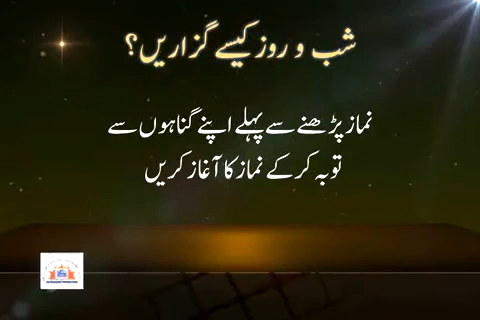 شب و روز کیسے گزاریں؟
نماز پڑھنے سے پہلے اپنے گناہوں سے
توبہ کر کے نماز کا آغاز کریں